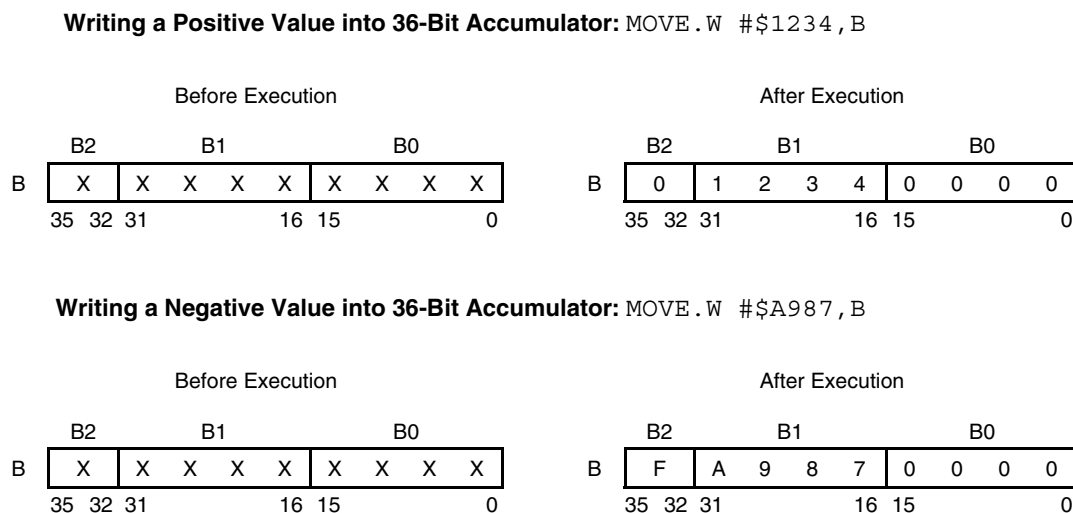 Writing a Positive Value into 36-Bit Accumulator: MOVE.W #$1234,B
Before Execution After Execution
B2 B1 B0 B2 B1 B0
B X X X X X X X X X B 0 1 2 3 4 0 0 0 0
35 32 31 16 15 0 35 32 31 16 15 0
Writing a Negative Value into 36-Bit Accumulator: MOVE.W #$A987,B
Before Execution After Execution
B2 B1 B0 B2 B1 B0
B X X X X X X X X X B F A 9 8 7 0 0 0 0
35 32 31 16 15 0 35 32 31 16 15 0